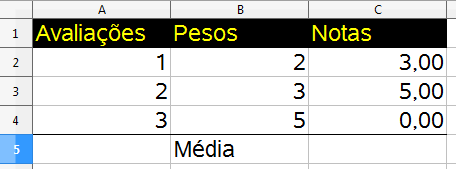 A B C
1 Avaliações Pesos Notas
2 1 2 3,00
3 2 3 5,00
4 3 5 0,00
5 Média